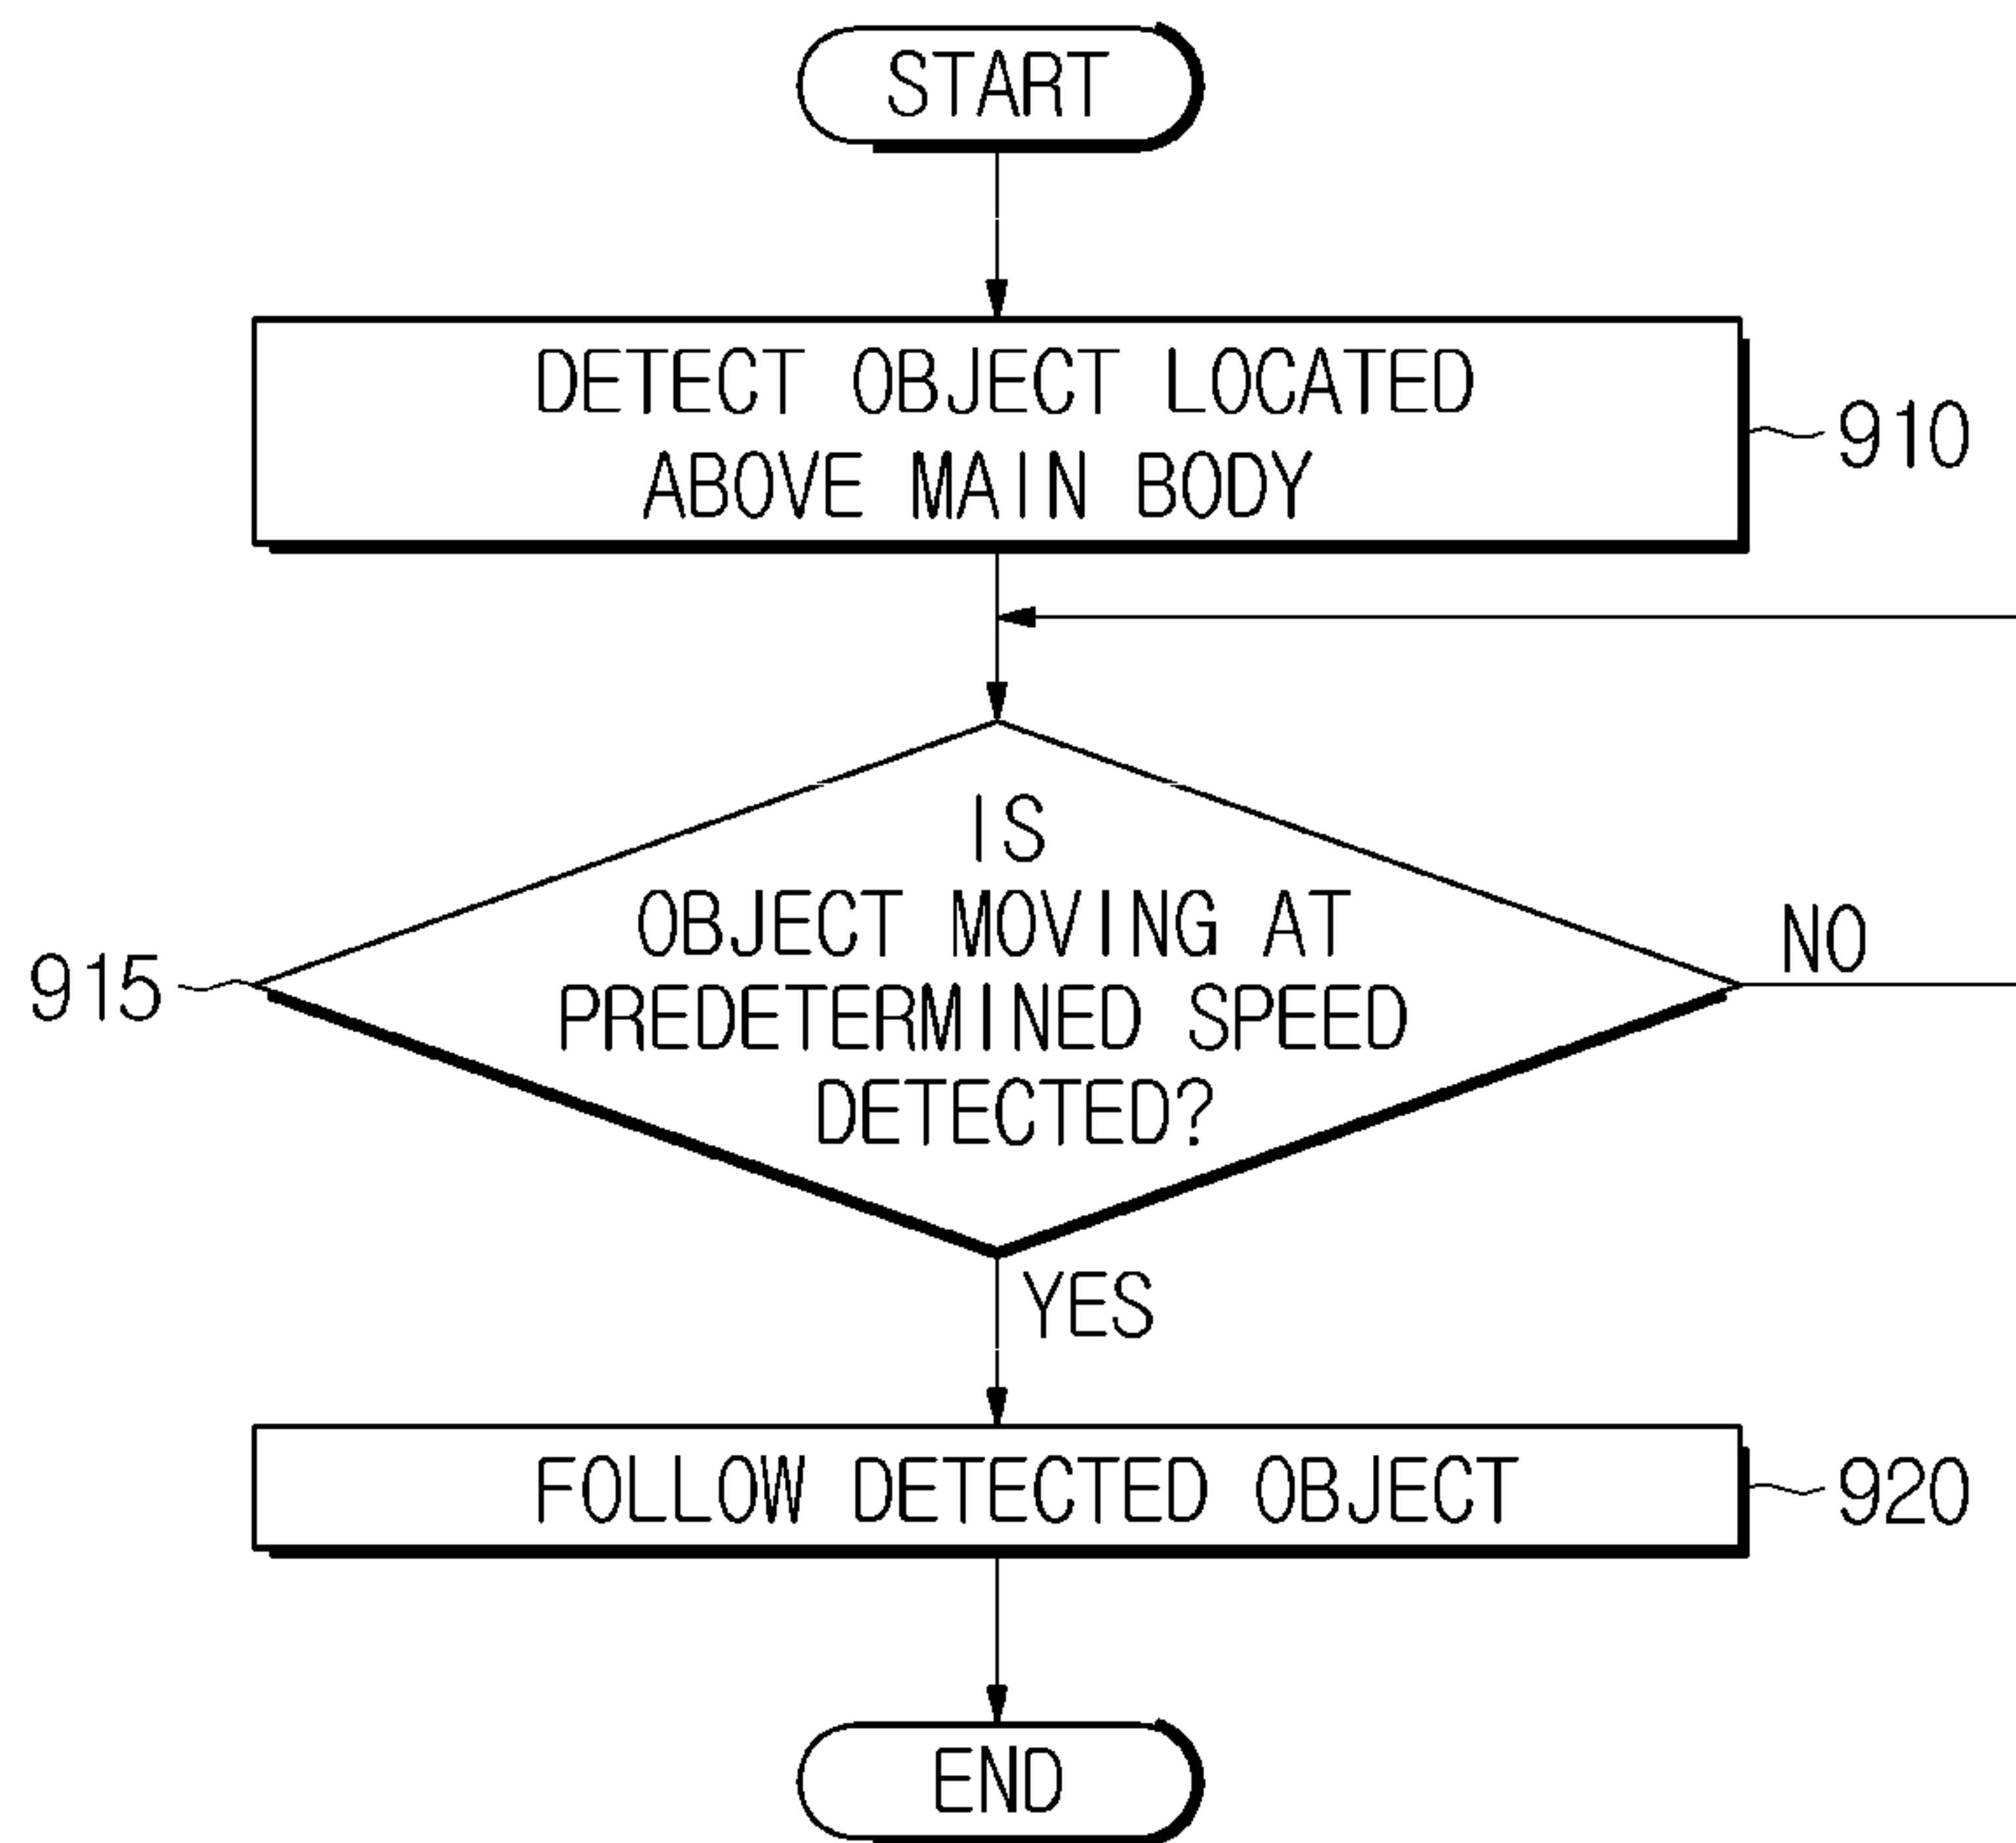 START
DETECT OBJECT LOCATED
ABOVE MAIN BODY
910
IS
OBJECT MOVING AT
PREDETERMINED SPEED
DETECTED?
915
NO
YES
FOLLOW DETECTED OBJECT
920
END